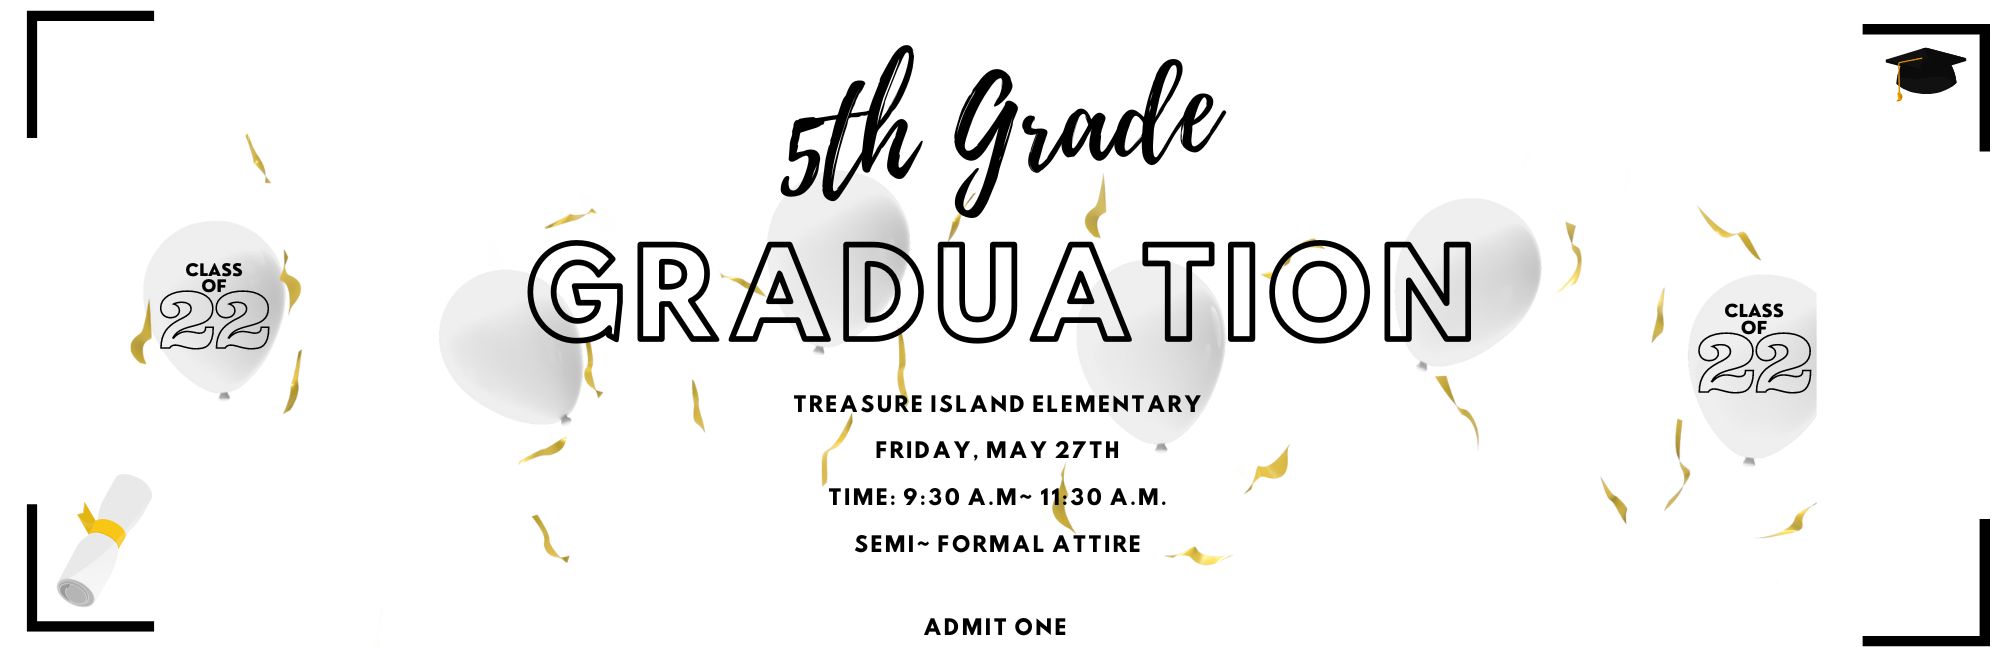 5th Grade
GRADUATION
CLASS
OF
22
CLASS
OF
22
TREASURE ISLAND ELEMENTARY
FRIDAY, MAY 27TH
TIME: 9:30 A.M~ 11:30 A.M.
SEMI~ FORMAL ATTIRE
ADMIT ONE